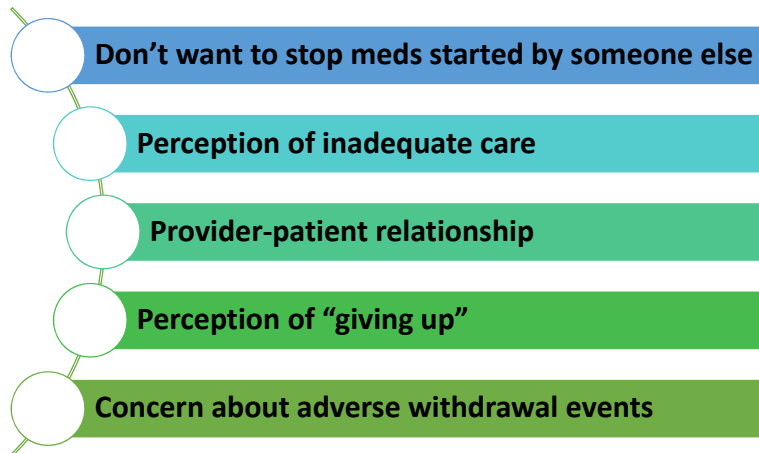 Don’t want to stop meds started by someone else
Perception of inadequate care
Provider-patient relationship
Perception of “giving up”
Concern about adverse withdrawal events